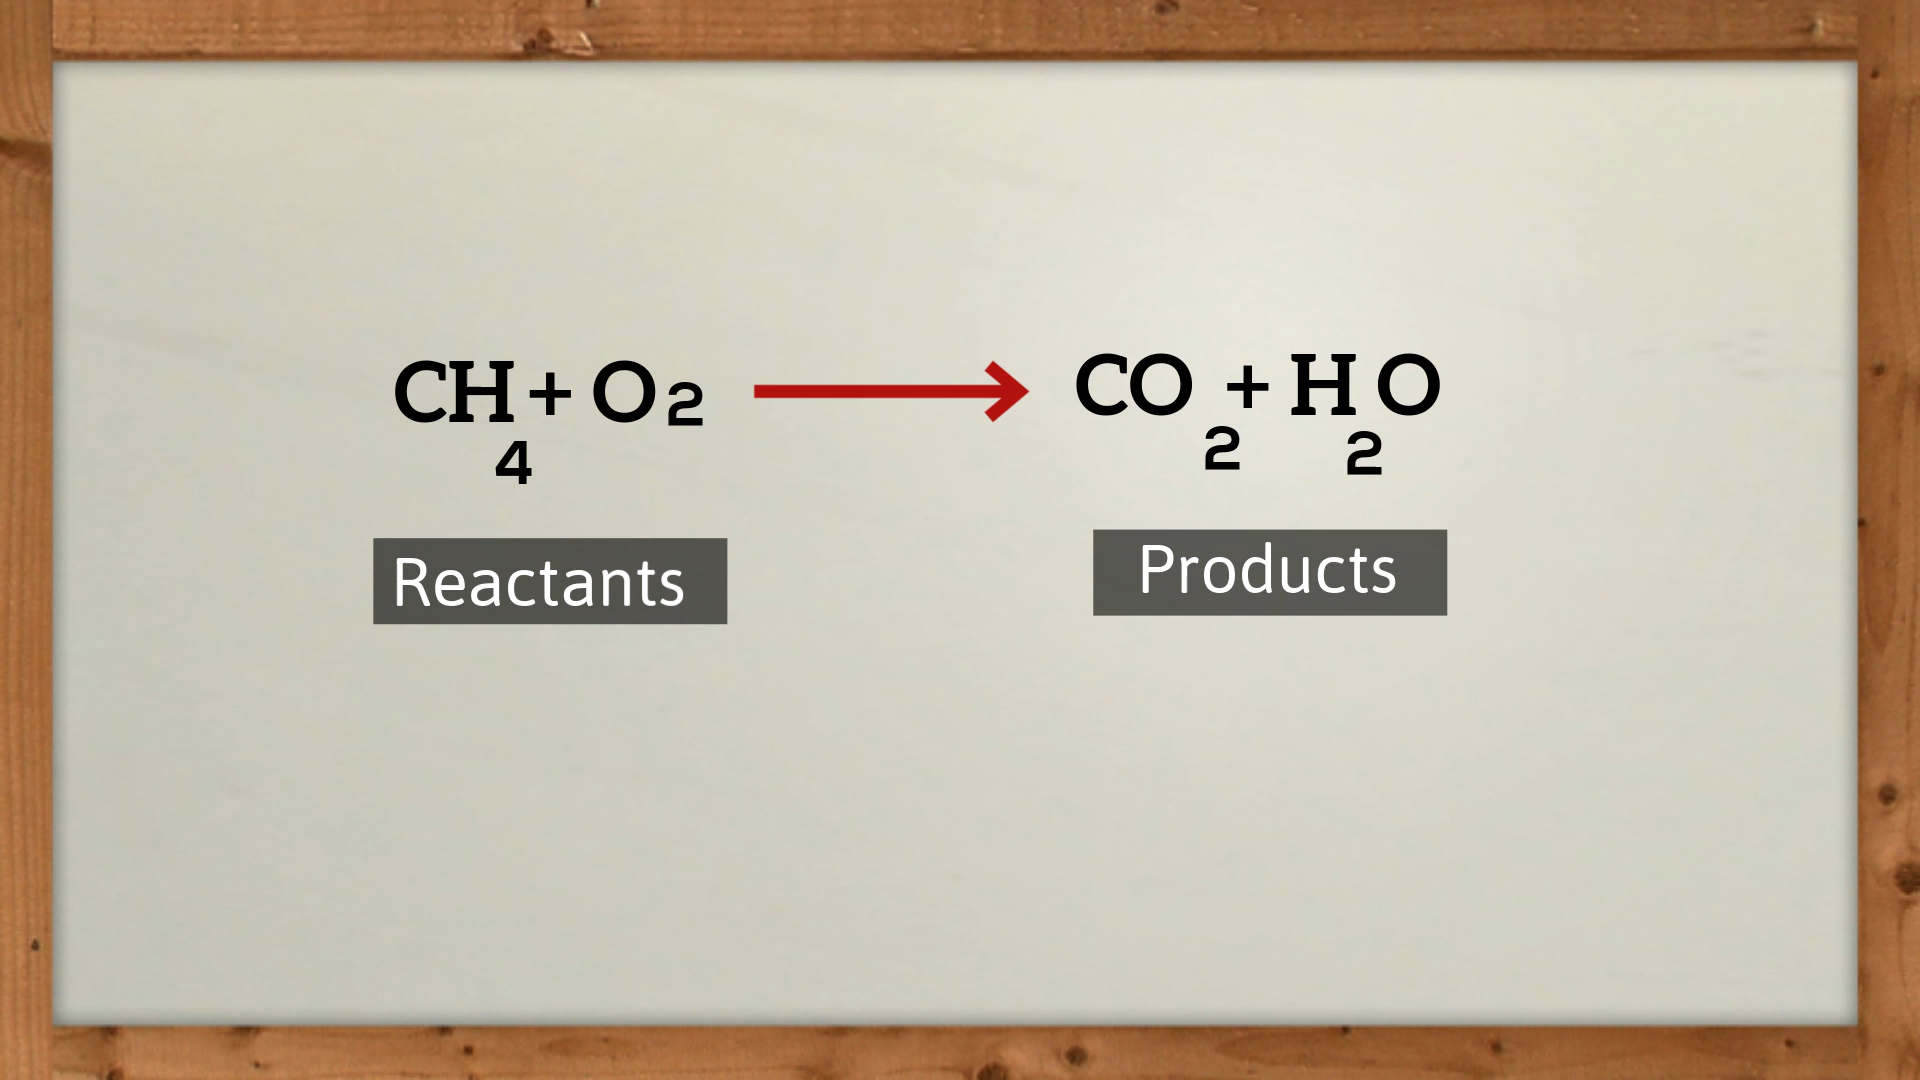 CH₄ + O₂ → CO₂ + H₂O
Reactants Products